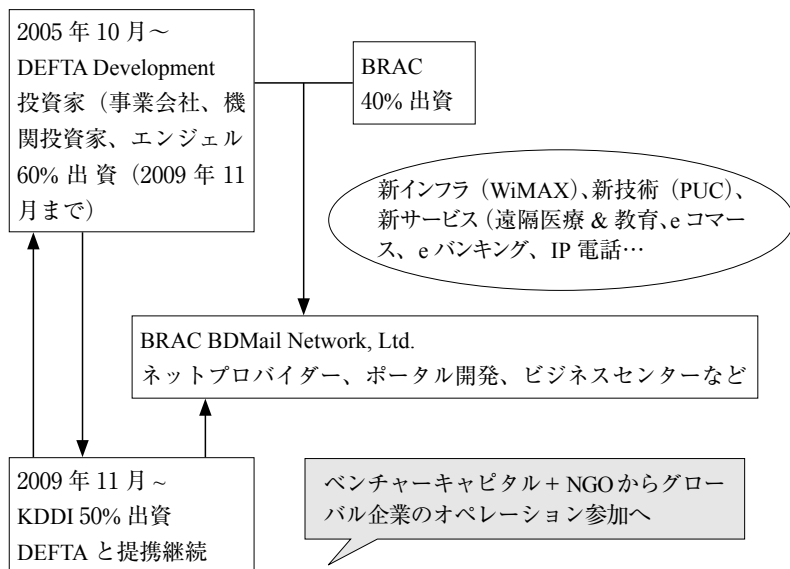 2005 年 10 月～
DEFTA Development
投資家（事業会社、機
関投資家、エンジェル
60% 出 資（2009 年 11
月まで）
BRAC
40% 出資
新インフラ（WiMAX）、新技術（PUC）、
新サービス（遠隔医療 & 教育、e コマー
ス、e バンキング、IP 電話…
BRAC BDMail Network, Ltd.
ネットプロバイダー、ポータル開発、ビジネスセンターなど
2009 年 11 月 ~
KDDI 50% 出資
DEFTA と提携継続
ベンチャーキャピタル + NGO からグロー
バル企業のオペレーション参加へ